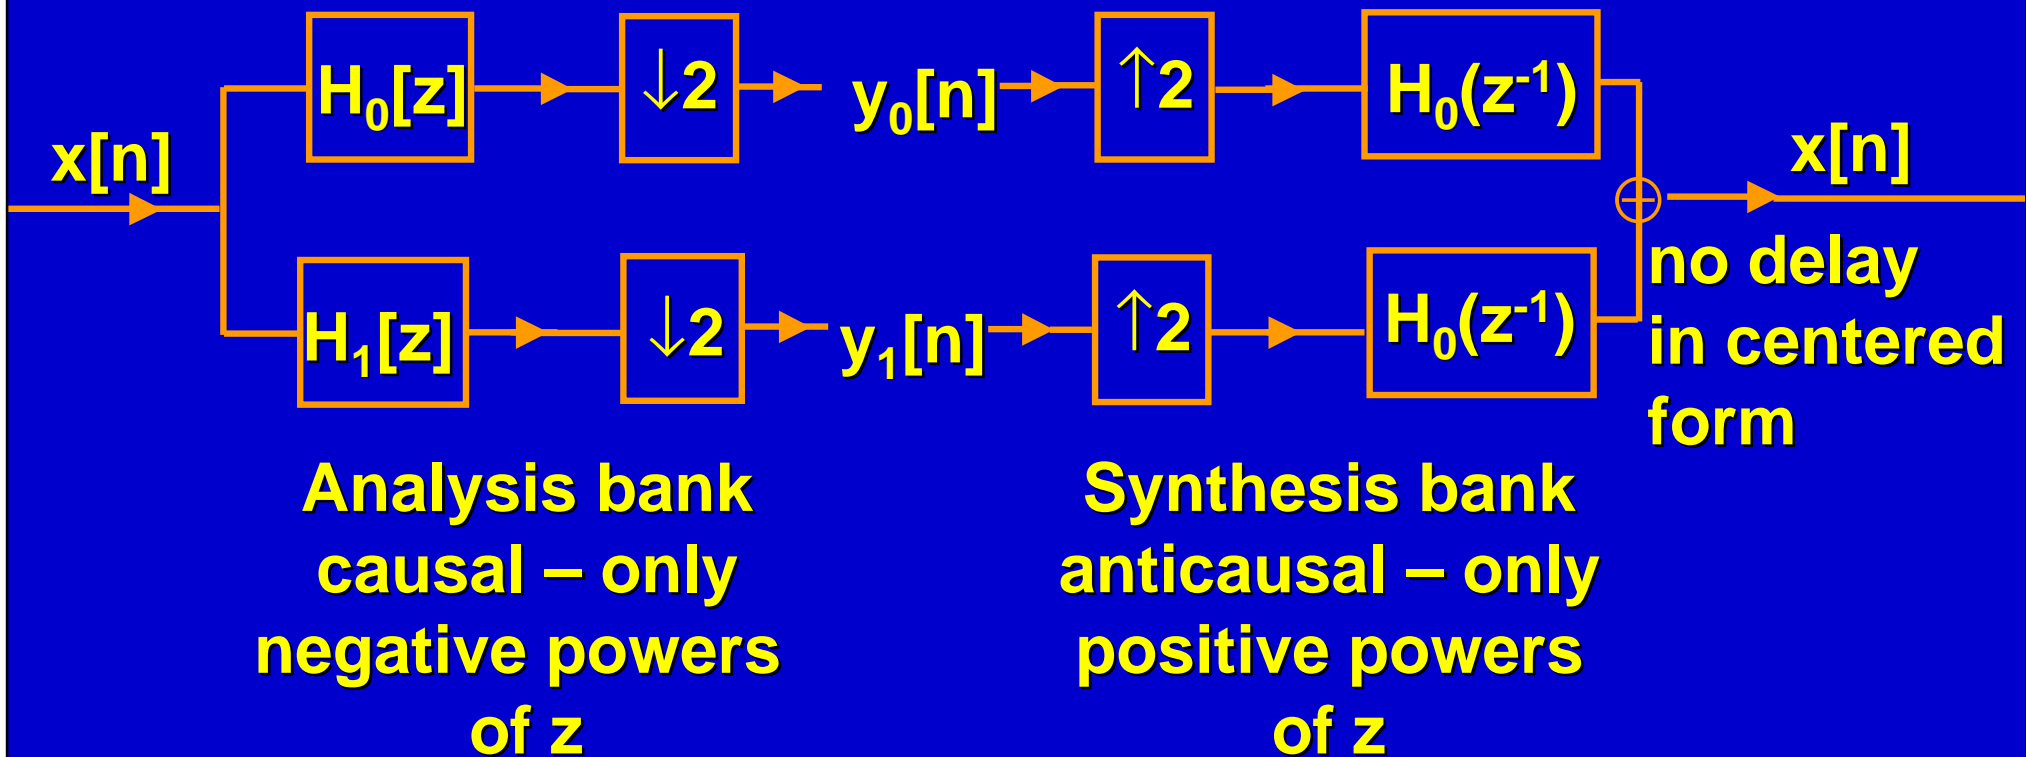 x[n]
H₀[z]
↓2
y₀[n]
↑2
H₀(z⁻¹)
x[n]
H₁[z]
↓2
y₁[n]
↑2
H₀(z⁻¹)
no delay
in centered
form
Analysis bank
causal – only
negative powers
of z
Synthesis bank
anticausal – only
positive powers
of z